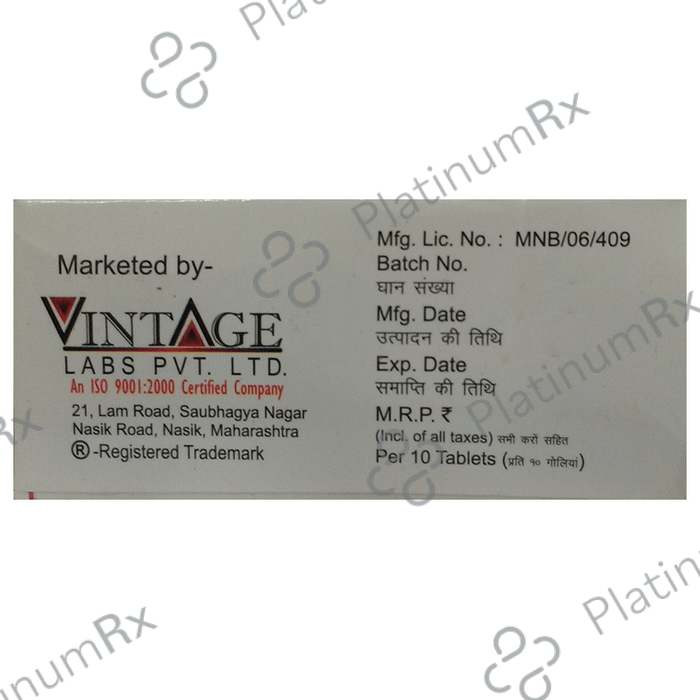 PlatinumRx
PlatinumRx
Marketed by-
VINTAGE
LABS PVT. LTD.
An ISO 9001:2000 Certified Company
21, Lam Road, Saubhagya Nagar
Nasik Road, Nasik, Maharashtra
®-Registered Trademark
Mfg. Lic. No. : MNB/06/409
Batch No.
घान संख्या
Mfg. Date
उत्पादन की तिथि
Exp. Date
समाप्ति की तिथि
M.R.P. ₹
(Incl. of all taxes) सभी करों सहित
Per 10 Tablets (प्रति १० गोलियां)
PlatinumRx
Rx
PlatinumRx
Platin